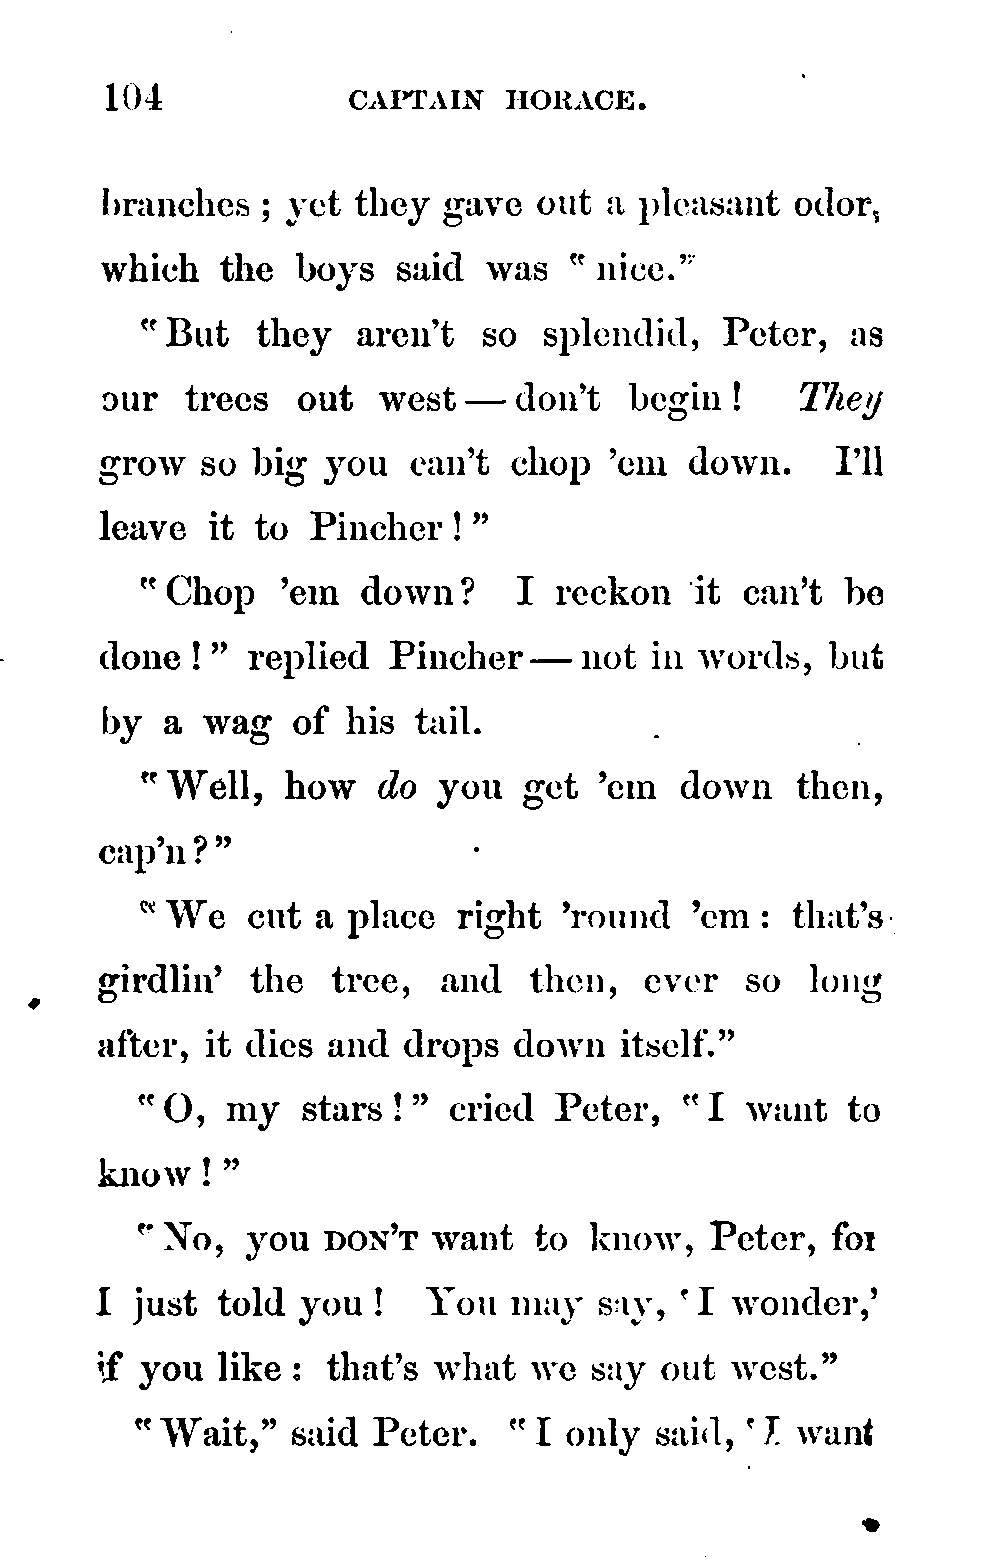 104 CAPTAIN HORACE.
branches; yet they gave out a pleasant odor,
which the boys said was "nice."
"But they aren't so splendid, Peter, as
our trees out west — don't begin! They
grow so big you can't chop 'em down. I'll
leave it to Pincher!"
"Chop 'em down? I reckon it can't be
done!" replied Pincher — not in words, but
by a wag of his tail.
"Well, how do you get 'em down then,
cap'n?"
"We cut a place right 'round 'em: that's
girdlin' the tree, and then, ever so long
after, it dies and drops down itself."
"O, my stars!" cried Peter, "I want to
know!"
"No, you DON'T want to know, Peter, for
I just told you! You may say, 'I wonder,'
if you like: that's what we say out west."
"Wait," said Peter. "I only said, 'I want